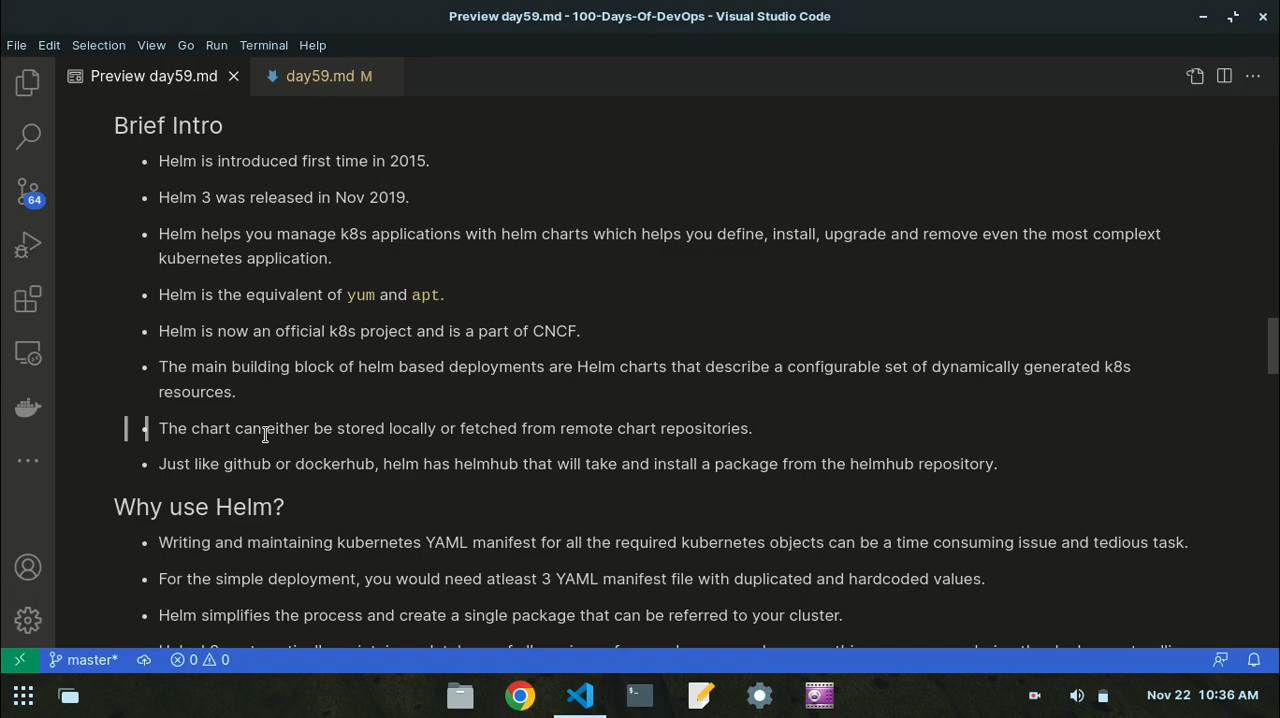 Preview day59.md - 100-Days-Of-DevOps - Visual Studio Code
File Edit Selection View Go Run Terminal Help
Preview day59.md
day59.md M
Brief Intro
Helm is introduced first time in 2015.
Helm 3 was released in Nov 2019.
Helm helps you manage k8s applications with helm charts which helps you define, install, upgrade and remove even the most complext
kubernetes application.
Helm is the equivalent of yum and apt.
Helm is now an official k8s project and is a part of CNCF.
The main building block of helm based deployments are Helm charts that describe a configurable set of dynamically generated k8s
resources.
The chart can either be stored locally or fetched from remote chart repositories.
Just like github or dockerhub, helm has helmhub that will take and install a package from the helmhub repository.
Why use Helm?
Writing and maintaining kubernetes YAML manifest for all the required kubernetes objects can be a time consuming issue and tedious task.
For the simple deployment, you would need atleast 3 YAML manifest file with duplicated and hardcoded values.
Helm simplifies the process and create a single package that can be referred to your cluster.
64
master* 0 0
Nov 22 10:36 AM